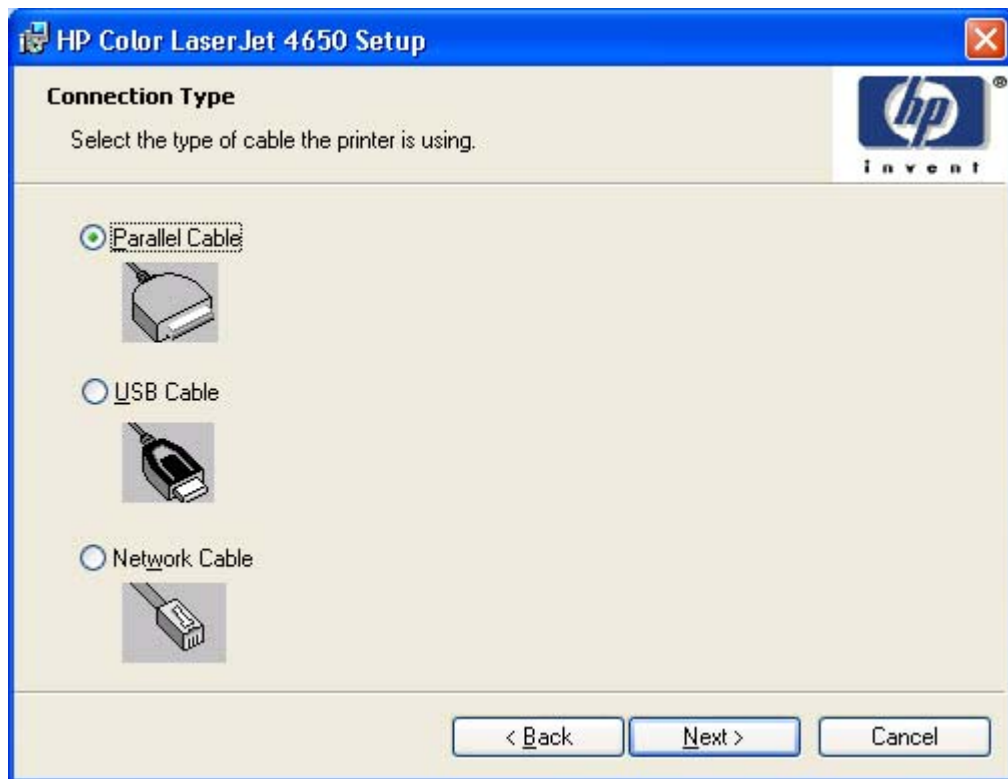 HP Color LaserJet 4650 Setup
Connection Type
Select the type of cable the printer is using.
hp ®
invent
Parallel Cable
USB Cable
Network Cable
< Back
Next >
Cancel